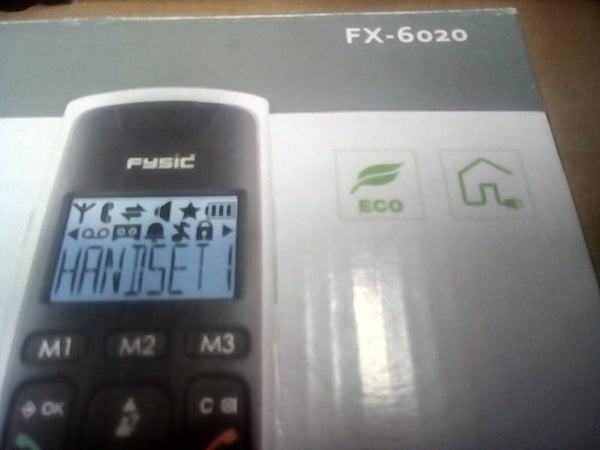 FX-6020
Fysic
ECO
HANDSET 1
M1 M2 M3
OK C